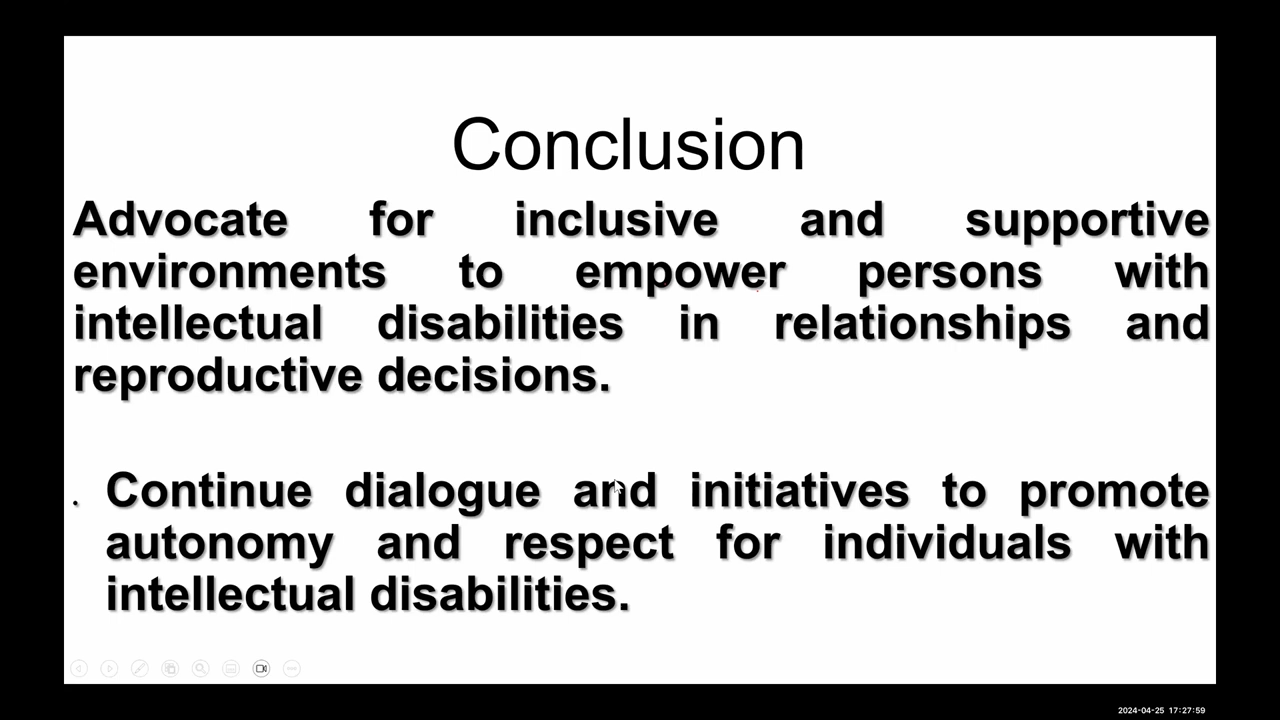 Conclusion
Advocate for inclusive and supportive
environments to empower persons with
intellectual disabilities in relationships and
reproductive decisions.
. Continue dialogue and initiatives to promote
autonomy and respect for individuals with
intellectual disabilities.
2024-04-25 17:27:59